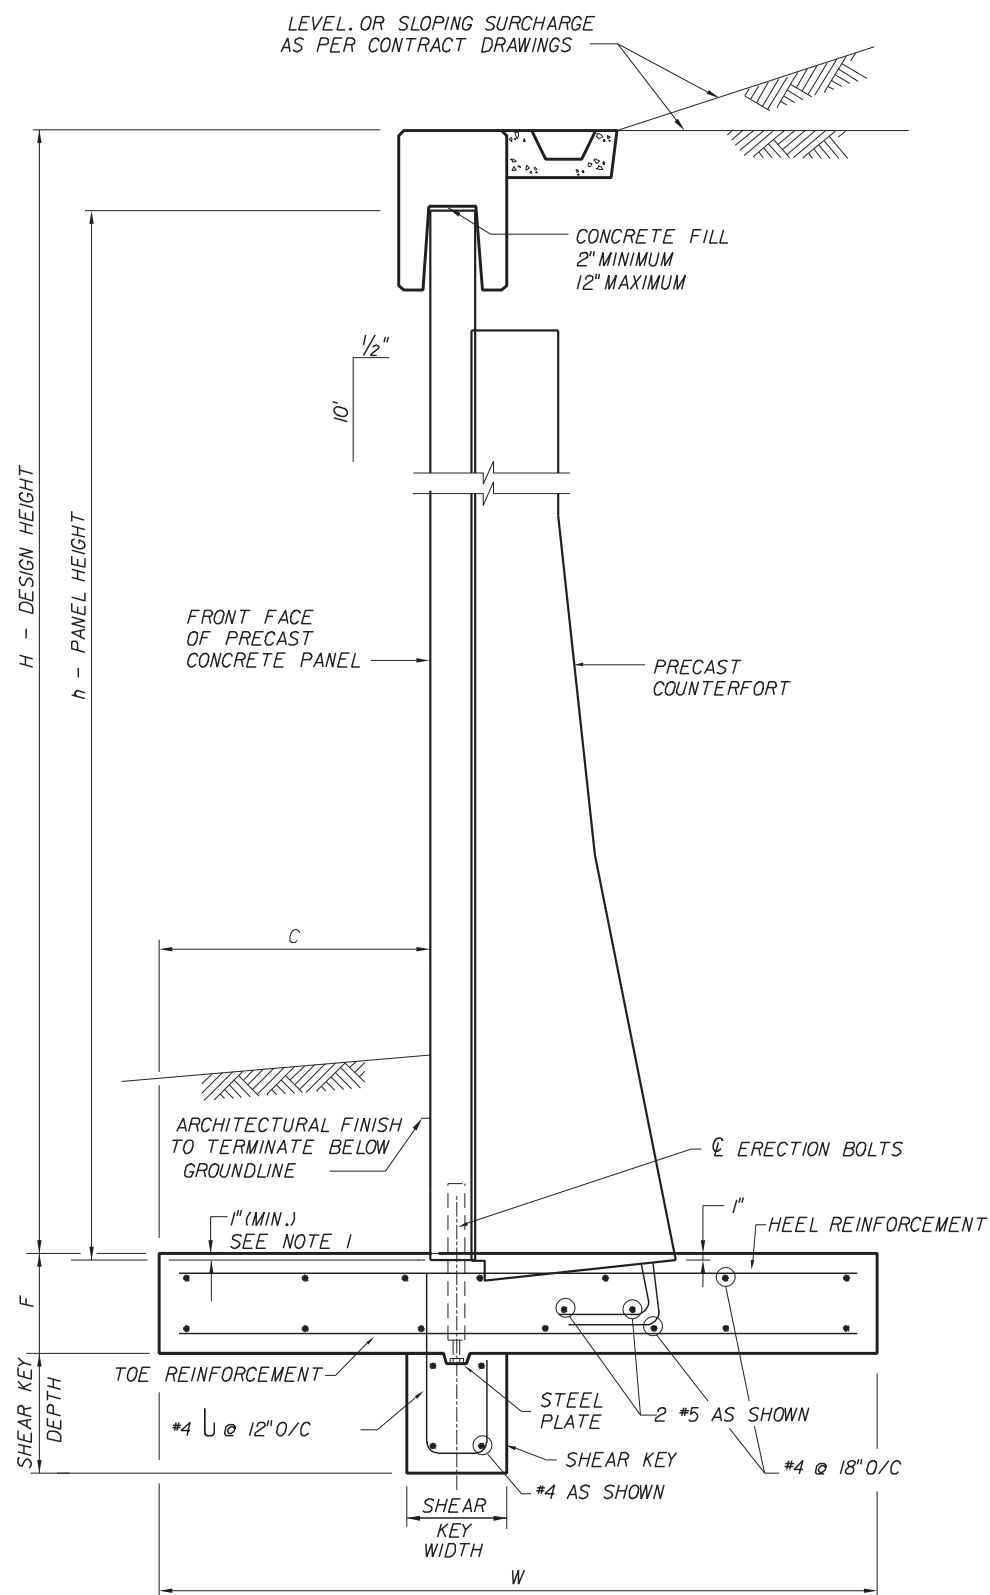 LEVEL. OR SLOPING SURCHARGE
AS PER CONTRACT DRAWINGS
CONCRETE FILL
2" MINIMUM
12" MAXIMUM
1/2"
10'
H - DESIGN HEIGHT
h - PANEL HEIGHT
FRONT FACE
OF PRECAST
CONCRETE PANEL
PRECAST
COUNTERFORT
C
ARCHITECTURAL FINISH
TO TERMINATE BELOW
GROUNDLINE
℄ ERECTION BOLTS
1" (MIN.)
SEE NOTE 1
1"
HEEL REINFORCEMENT
F
TOE REINFORCEMENT
SHEAR KEY
DEPTH
#4 @ 12" O/C
STEEL
PLATE
2 #5 AS SHOWN
SHEAR KEY
#4 @ 18" O/C
#4 AS SHOWN
SHEAR
KEY
WIDTH
W